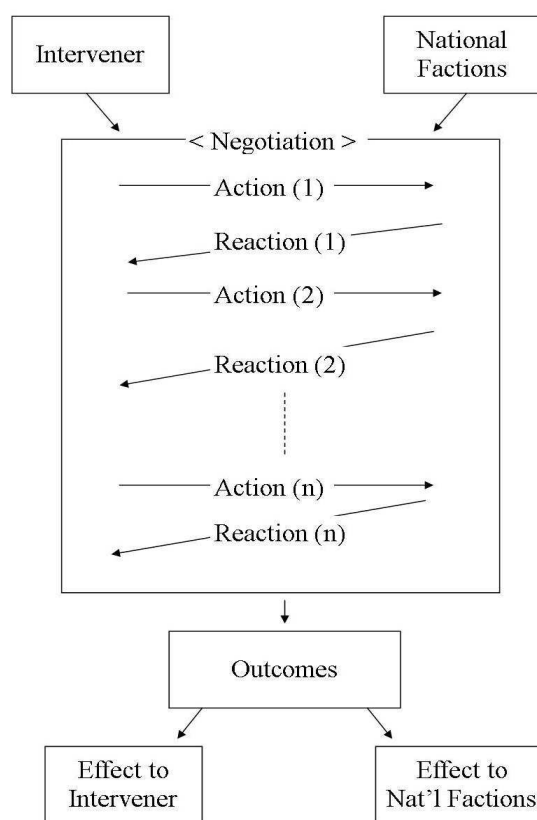 Intervener
National
Factions
< Negotiation >
Action (1)
Reaction (1)
Action (2)
Reaction (2)
Action (n)
Reaction (n)
Outcomes
Effect to
Intervener
Effect to
Nat’l Factions